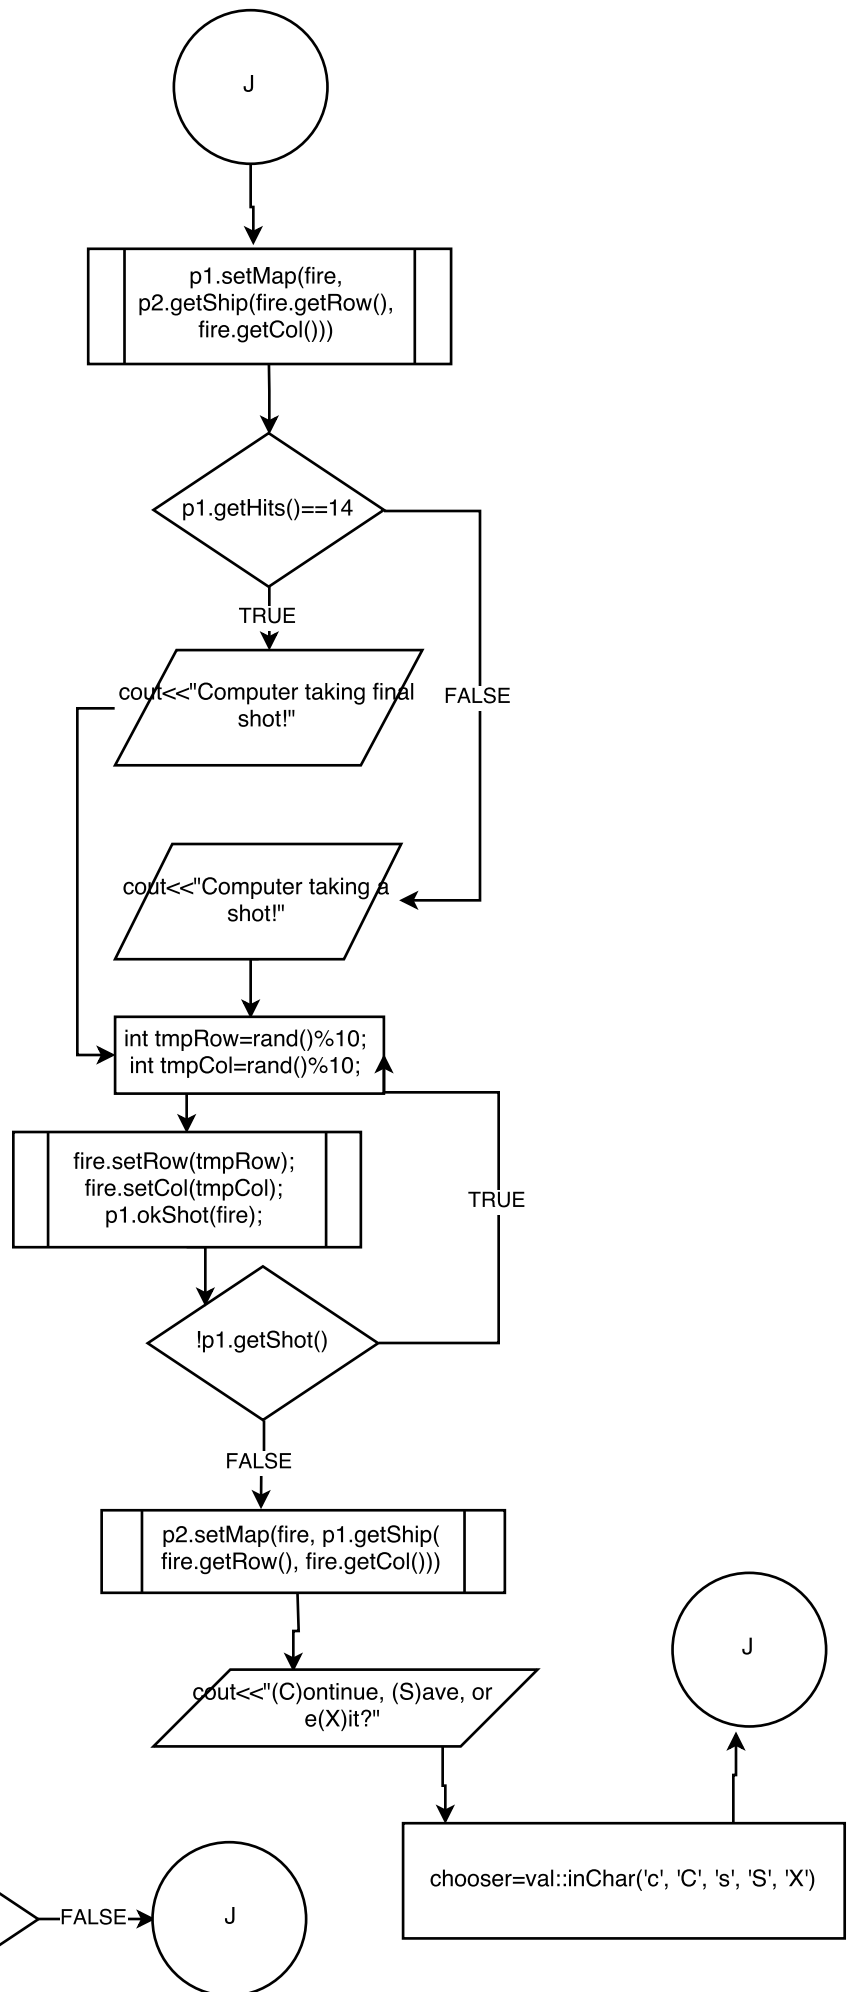 J
p1.setMap(fire,
p2.getShip(fire.getRow(),
fire.getCol()))
p1.getHits()==14
TRUE
cout<<"Computer taking final
shot!"
FALSE
cout<<"Computer taking a
shot!"
int tmpRow=rand()%10;
int tmpCol=rand()%10;
fire.setRow(tmpRow);
fire.setCol(tmpCol);
p1.okShot(fire);
TRUE
!p1.getShot()
FALSE
p2.setMap(fire, p1.getShip(
fire.getRow(), fire.getCol()))
J
cout<<"(C)ontinue, (S)ave, or
e(X)it?"
chooser=val::inChar('c', 'C', 's', 'S', 'X')
FALSE
J